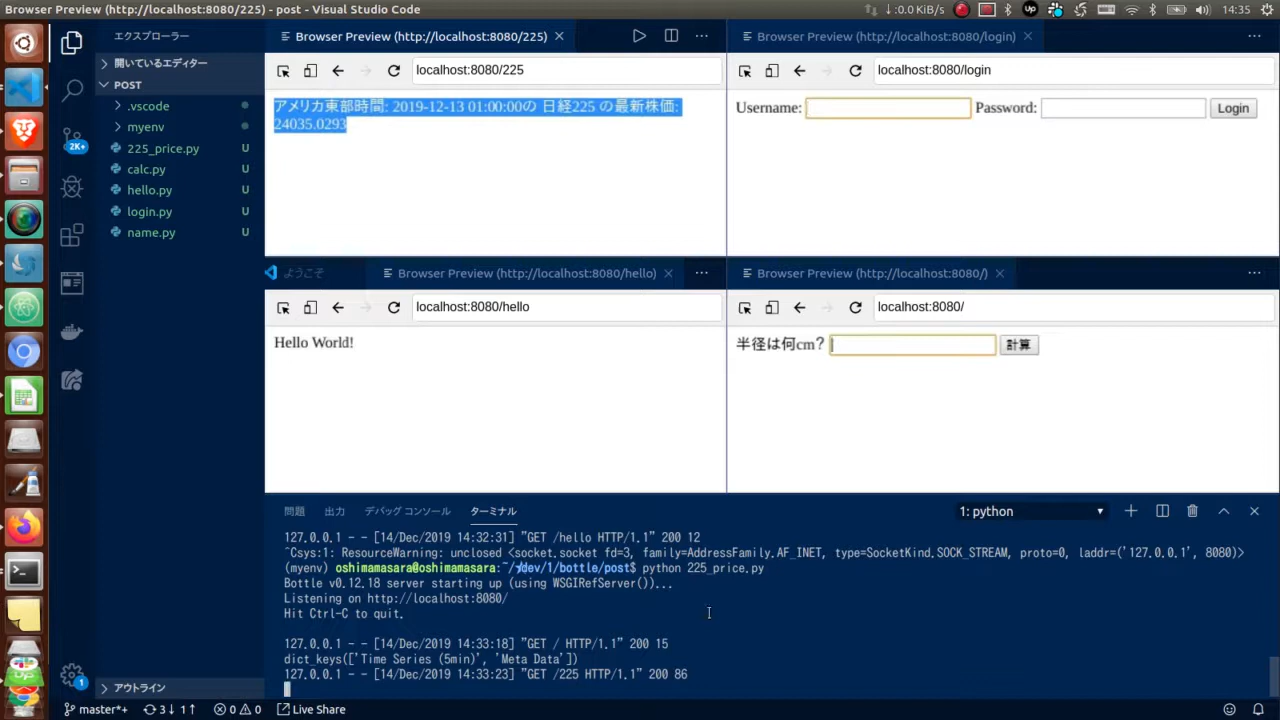 Browser Preview (http://localhost:8080/225) - post - Visual Studio Code
↑↓:0.0 KiB/s
Up
14:35
エクスプローラー
開いているエディター
POST
.vscode
myenv
225_price.py U
calc.py U
hello.py U
login.py U
name.py U
2K+
アウトライン
1
Browser Preview (http://localhost:8080/225)
localhost:8080/225
アメリカ東部時間: 2019-12-13 01:00:00の 日経225 の最新株価:
24035.0293
Browser Preview (http://localhost:8080/login)
localhost:8080/login
Username: Password: Login
ようこそ
Browser Preview (http://localhost:8080/hello)
localhost:8080/hello
Hello World!
Browser Preview (http://localhost:8080/)
localhost:8080/
半径は何cm? 計算
問題 出力 デバッグ コンソール ターミナル 1: python
127.0.0.1 - - [14/Dec/2019 14:32:31] "GET /hello HTTP/1.1" 200 12
^Csys:1: ResourceWarning: unclosed <socket.socket fd=3, family=AddressFamily.AF_INET, type=SocketKind.SOCK_STREAM, proto=0, laddr=('127.0.0.1', 8080)>
(myenv) oshimamasara@oshimamasara:~/dev/1/bottle/post$ python 225_price.py
Bottle v0.12.18 server starting up (using WSGIRefServer())...
Listening on http://localhost:8080/
Hit Ctrl-C to quit.
127.0.0.1 - - [14/Dec/2019 14:33:18] "GET / HTTP/1.1" 200 15
dict_keys(['Time Series (5min)', 'Meta Data'])
127.0.0.1 - - [14/Dec/2019 14:33:23] "GET /225 HTTP/1.1" 200 86
master*+ 3↓ 1↑ 0 0 Live Share